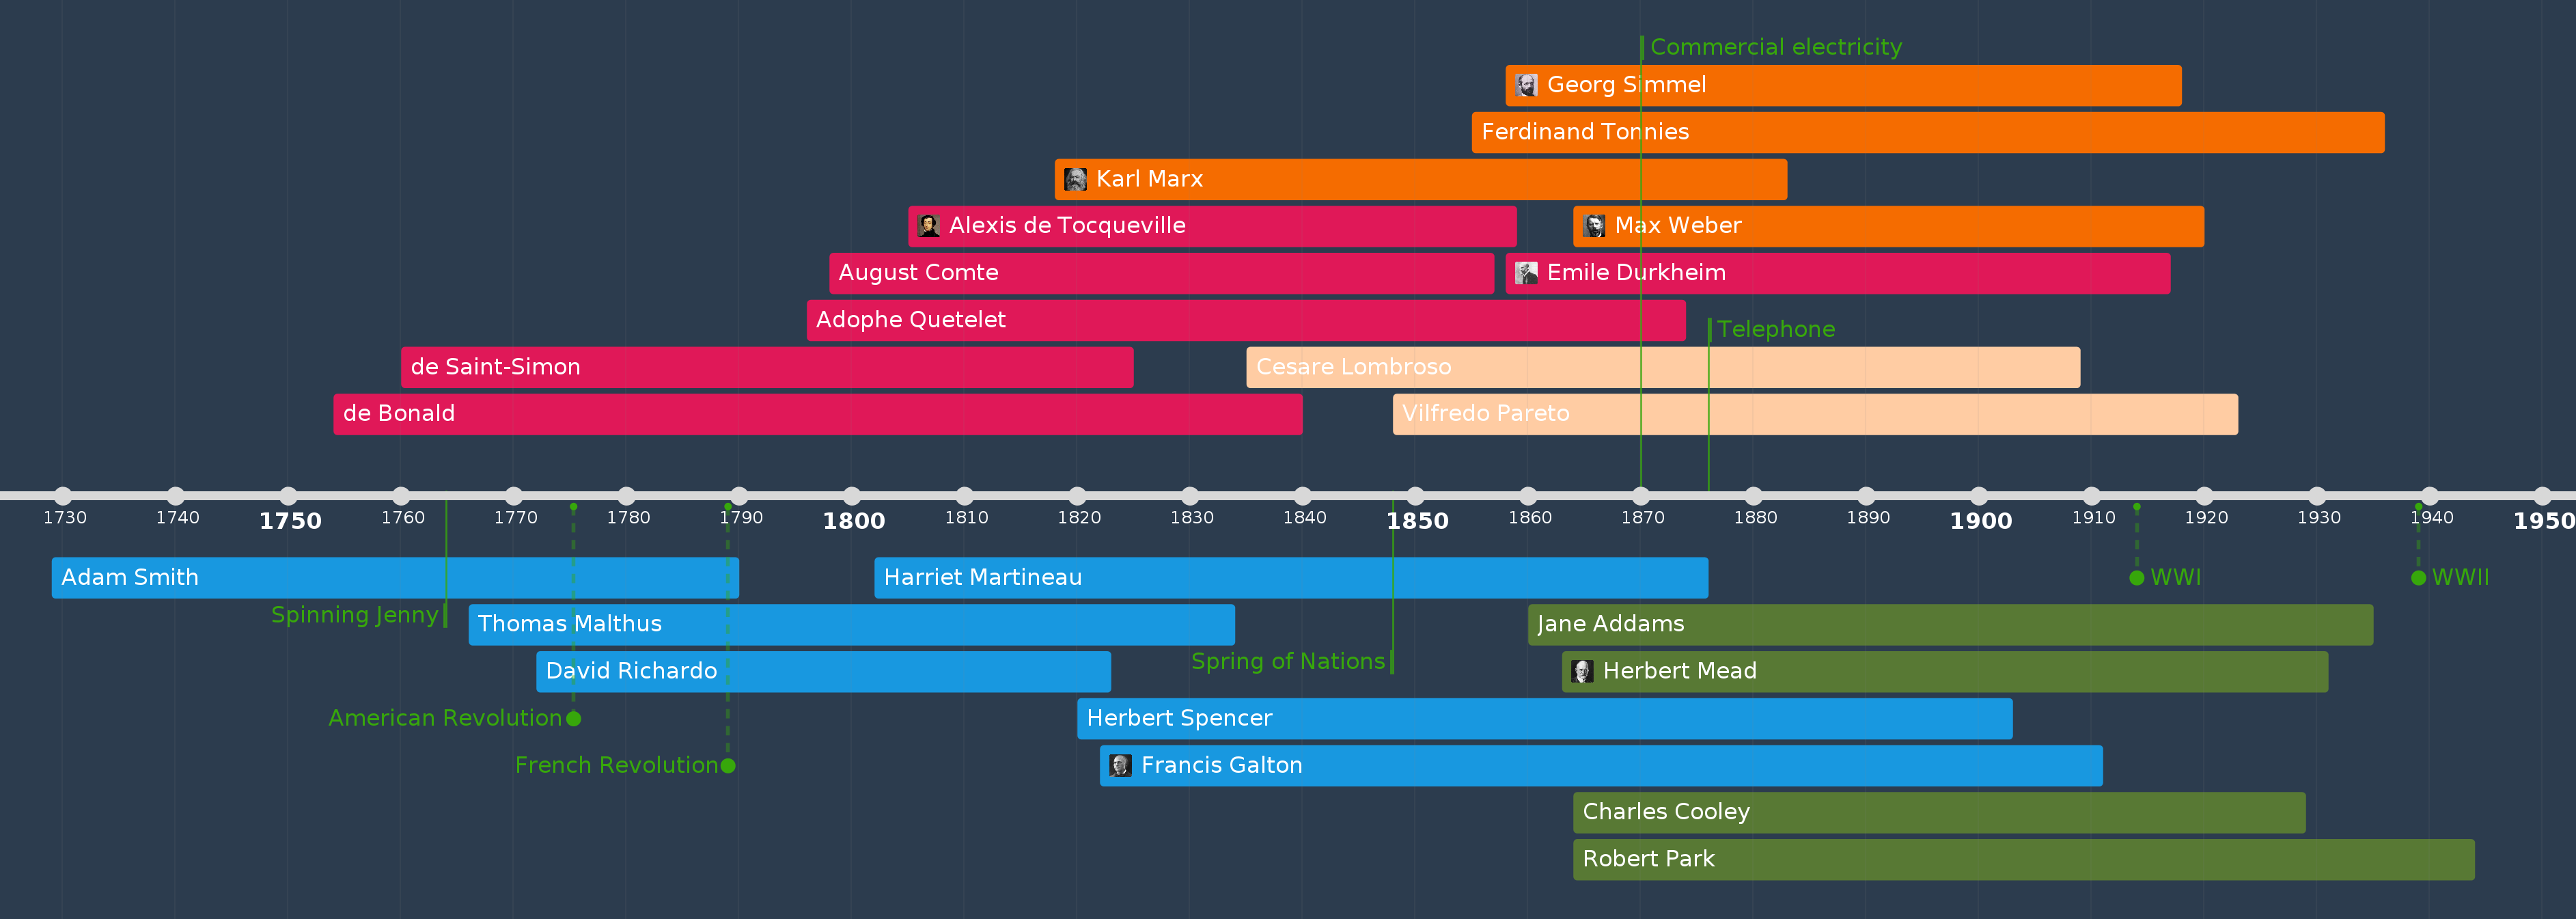 Commercial electricity
Georg Simmel
Ferdinand Tonnies
Karl Marx
Alexis de Tocqueville
Max Weber
August Comte
Emile Durkheim
Adophe Quetelet
Telephone
de Saint-Simon
Cesare Lombroso
de Bonald
Vilfredo Pareto
1730 1740 1750 1760 1770 1780 1790 1800 1810 1820 1830 1840 1850 1860 1870 1880 1890 1900 1910 1920 1930 1940 1950
Adam Smith
Harriet Martineau
WWI
WWII
Spinning Jenny
Thomas Malthus
Jane Addams
David Richardo
Spring of Nations
Herbert Mead
American Revolution
Herbert Spencer
French Revolution
Francis Galton
Charles Cooley
Robert Park